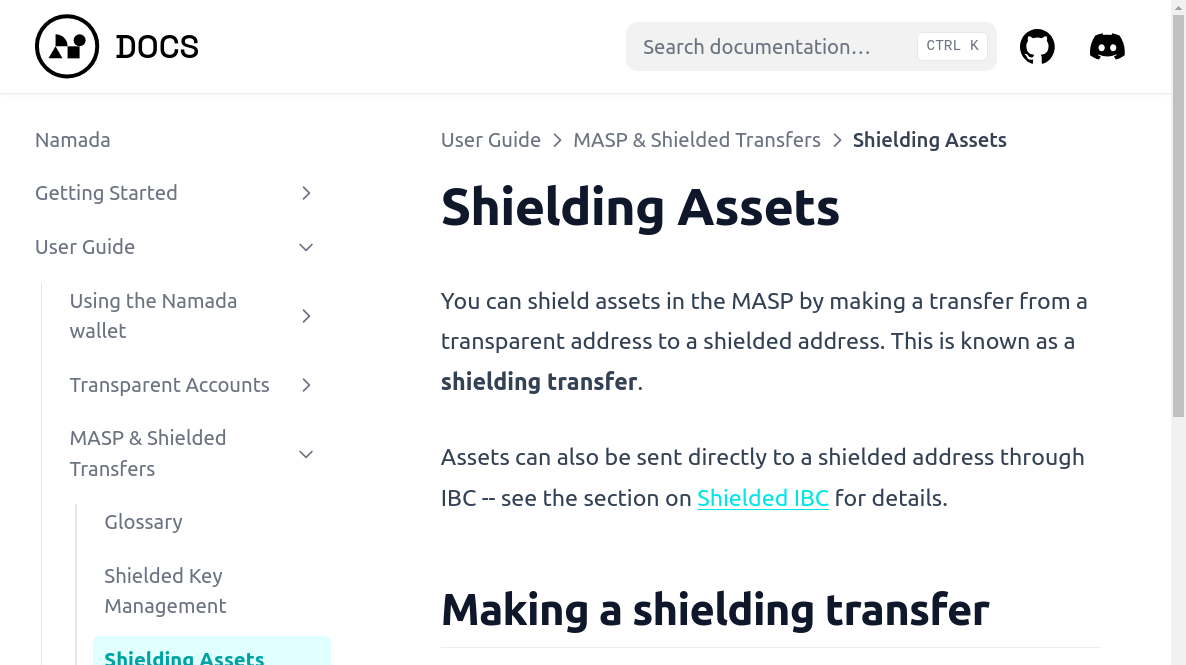 DOCS
Search documentation…
CTRL K
Namada
Getting Started
User Guide
Using the Namada
wallet
Transparent Accounts
MASP & Shielded
Transfers
Glossary
Shielded Key
Management
Shielding Assets
User Guide > MASP & Shielded Transfers > Shielding Assets
Shielding Assets
You can shield assets in the MASP by making a transfer from a
transparent address to a shielded address. This is known as a
shielding transfer.
Assets can also be sent directly to a shielded address through
IBC -- see the section on Shielded IBC for details.
Making a shielding transfer